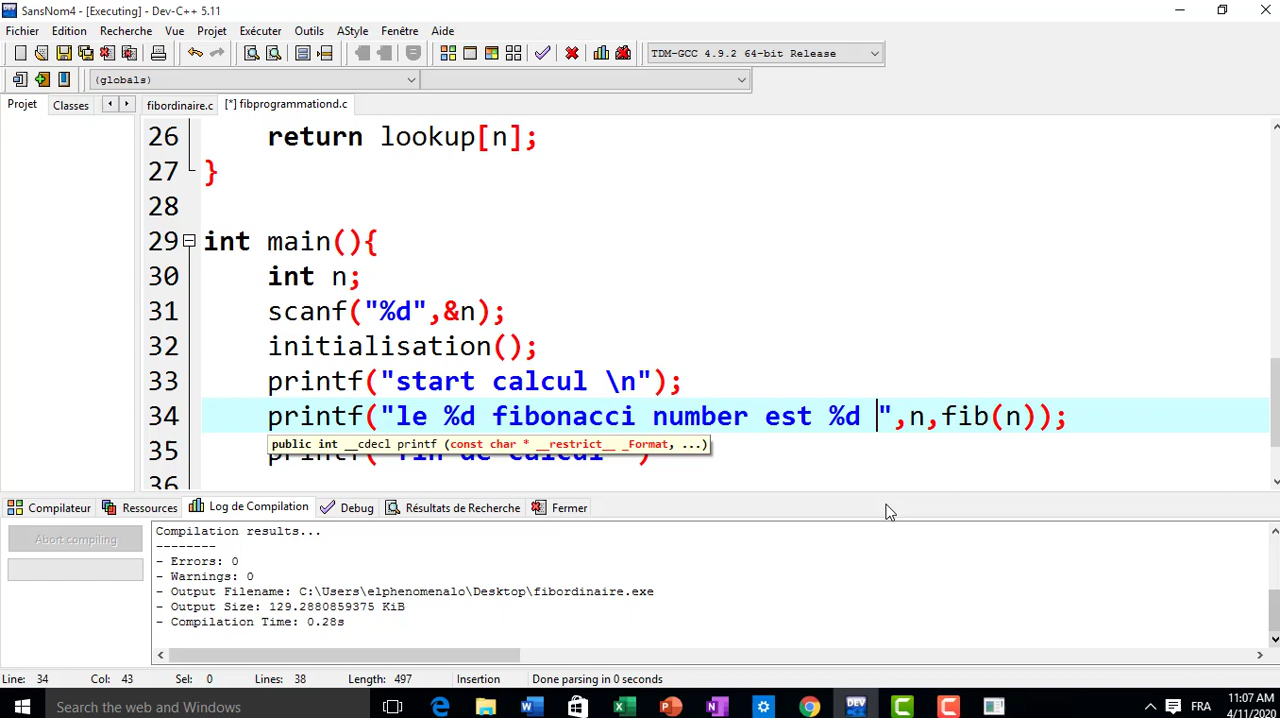 SansNom4 - [Executing] - Dev-C++ 5.11
Fichier Edition Recherche Vue Projet Exécuter Outils AStyle Fenêtre Aide
TDM-GCC 4.9.2 64-bit Release
(globals)
Projet Classes fibordinaire.c [*] fibprogrammationd.c
26 return lookup[n];
27 }
28
29 int main(){
30 int n;
31 scanf("%d",&n);
32 initialisation();
33 printf("start calcul \n");
34 printf("le %d fibonacci number est %d ",n,fib(n));
public int __cdecl printf (const char * __restrict__ _Format, ...)
35 printf("fin de calcul" )
36
Compilateur Ressources Log de Compilation Debug Résultats de Recherche Fermer
Abort compiling
Compilation results...
--------
- Errors: 0
- Warnings: 0
- Output Filename: C:\Users\elphenomenalo\Desktop\fibordinaire.exe
- Output Size: 129.2880859375 KiB
- Compilation Time: 0.28s
Line: 34 Col: 43 Sel: 0 Lines: 38 Length: 497 Insertion Done parsing in 0 seconds
Search the web and Windows
FRA
11:07 AM
4/11/2020